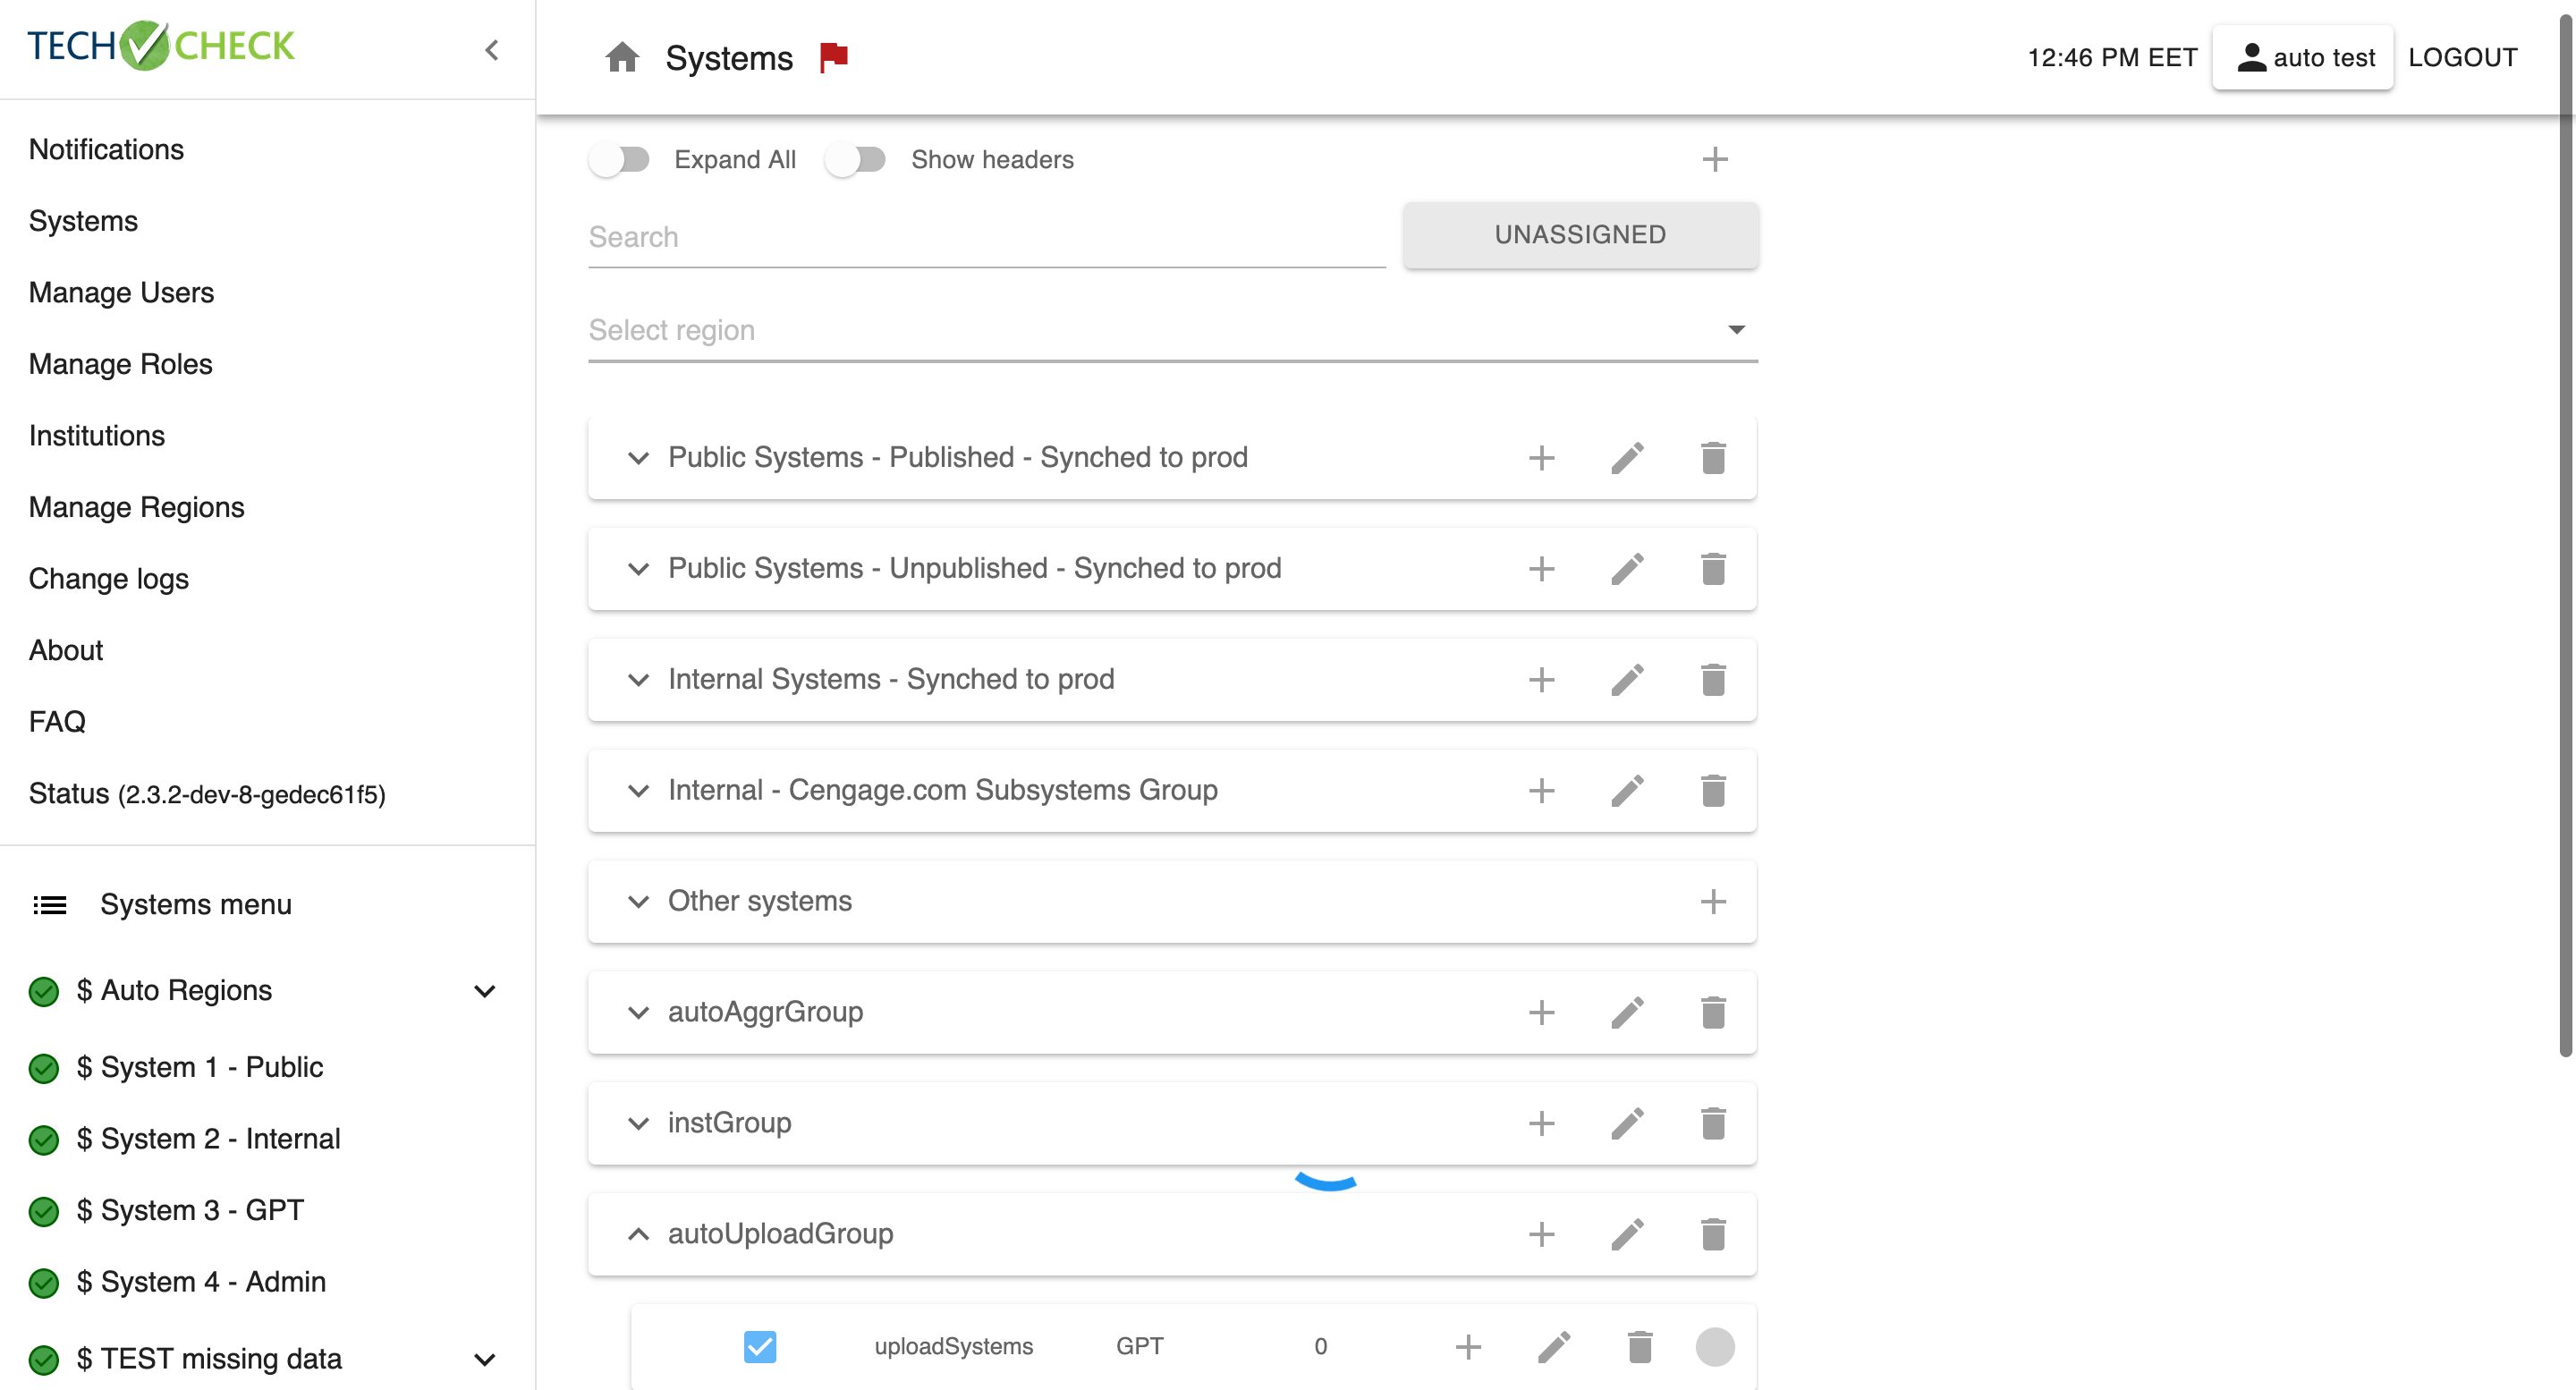 TECH CHECK
Systems
12:46 PM EET
auto test
LOGOUT
Notifications
Systems
Manage Users
Manage Roles
Institutions
Manage Regions
Change logs
About
FAQ
Status (2.3.2-dev-8-gedec61f5)
Systems menu
$ Auto Regions
$ System 1 - Public
$ System 2 - Internal
$ System 3 - GPT
$ System 4 - Admin
$ TEST missing data
Expand All
Show headers
Search
UNASSIGNED
Select region
Public Systems - Published - Synched to prod
Public Systems - Unpublished - Synched to prod
Internal Systems - Synched to prod
Internal - Cengage.com Subsystems Group
Other systems
autoAggrGroup
instGroup
autoUploadGroup
uploadSystems GPT 0